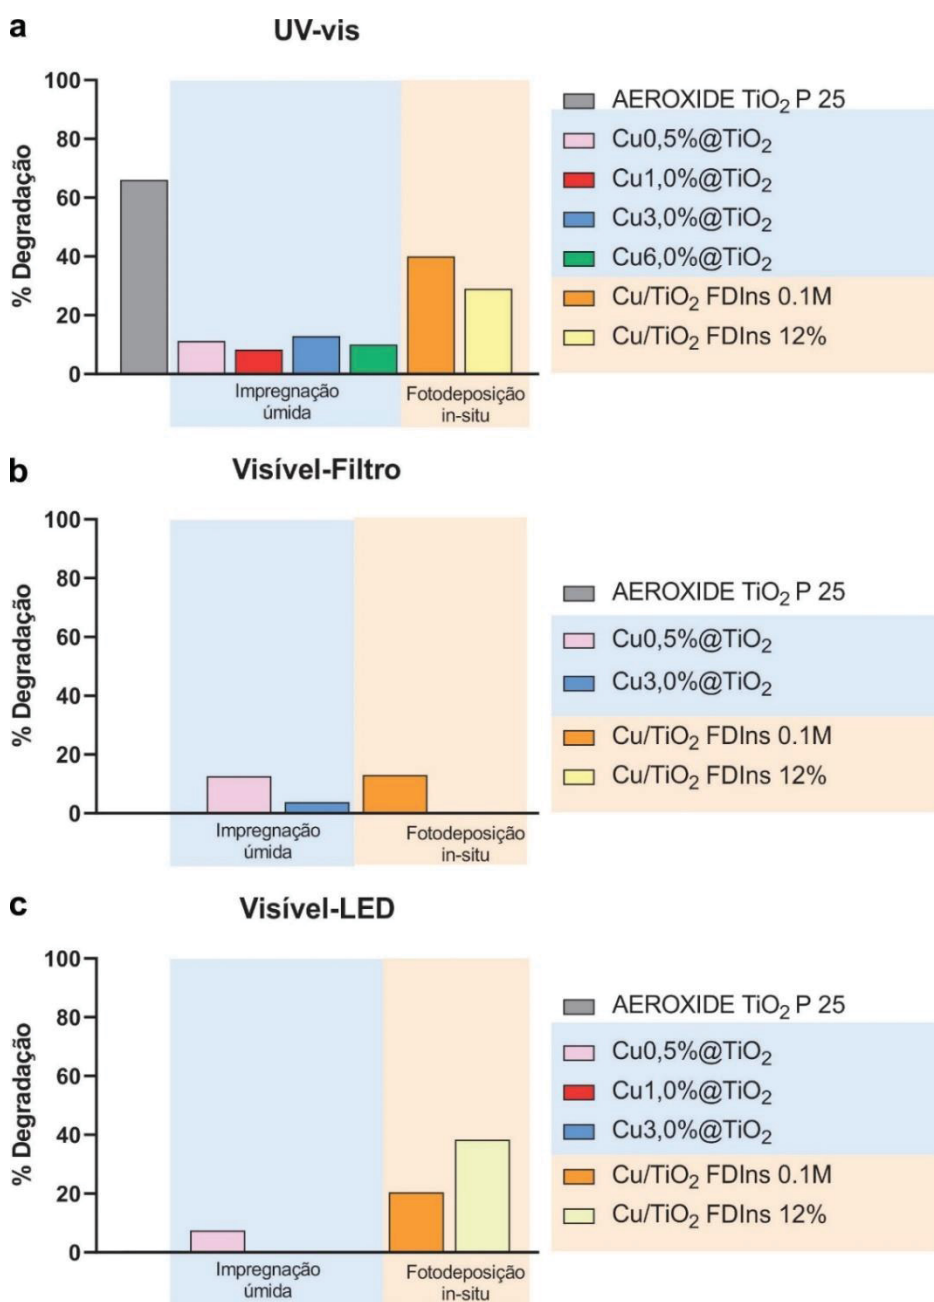 a
UV-vis
% Degradação
100
80
60
40
20
0
Impregnação
úmida
Fotodeposição
in-situ
AEROXIDE TiO₂ P 25
Cu0,5%@TiO₂
Cu1,0%@TiO₂
Cu3,0%@TiO₂
Cu6,0%@TiO₂
Cu/TiO₂ FDIns 0.1M
Cu/TiO₂ FDIns 12%
b
Visível-Filtro
% Degradação
100
80
60
40
20
0
Impregnação
úmida
Fotodeposição
in-situ
AEROXIDE TiO₂ P 25
Cu0,5%@TiO₂
Cu3,0%@TiO₂
Cu/TiO₂ FDIns 0.1M
Cu/TiO₂ FDIns 12%
c
Visível-LED
% Degradação
100
80
60
40
20
0
Impregnação
úmida
Fotodeposição
in-situ
AEROXIDE TiO₂ P 25
Cu0,5%@TiO₂
Cu1,0%@TiO₂
Cu3,0%@TiO₂
Cu/TiO₂ FDIns 0.1M
Cu/TiO₂ FDIns 12%